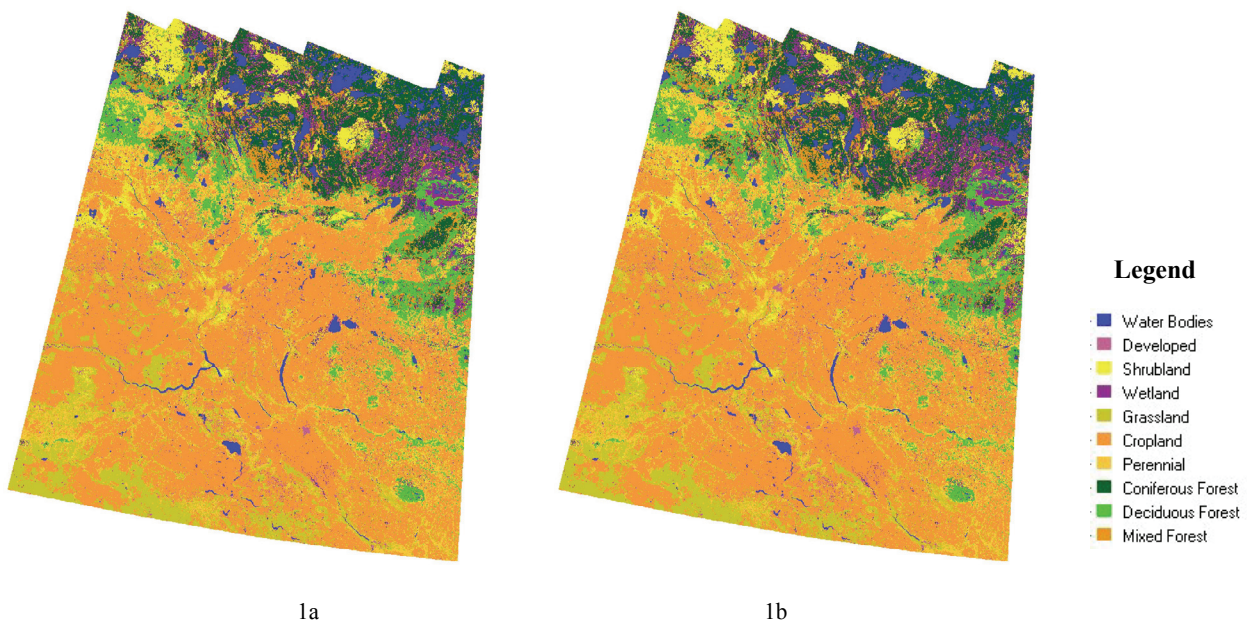 Legend
Water Bodies
Developed
Shrubland
Wetland
Grassland
Cropland
Perennial
Coniferous Forest
Deciduous Forest
Mixed Forest
1a
1b